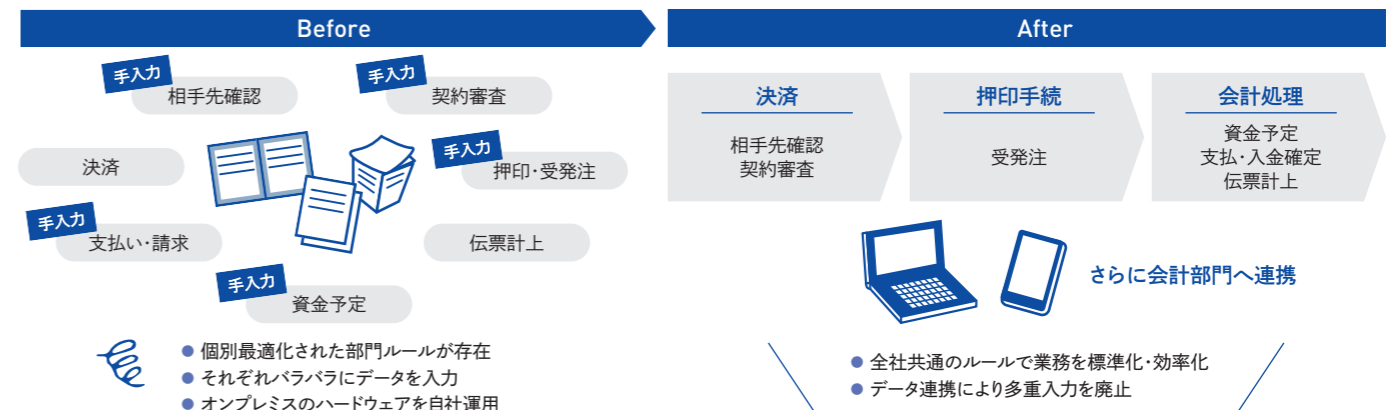 Before
手入力
相手先確認
手入力
契約審査
決済
手入力
押印・受発注
手入力
支払い・請求
伝票計上
手入力
資金予定
● 個別最適化された部門ルールが存在
● それぞれバラバラにデータを入力
● オンプレミスのハードウェアを自社運用
After
決済
相手先確認
契約審査
押印手続
受発注
会計処理
資金予定
支払・入金確定
伝票計上
さらに会計部門へ連携
● 全社共通のルールで業務を標準化・効率化
● データ連携により多重入力を廃止